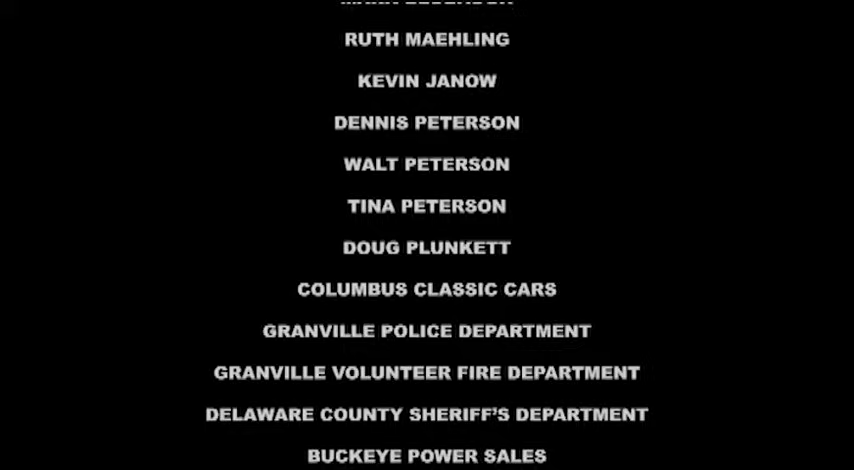 RUTH MAEHLING
KEVIN JANOW
DENNIS PETERSON
WALT PETERSON
TINA PETERSON
DOUG PLUNKETT
COLUMBUS CLASSIC CARS
GRANVILLE POLICE DEPARTMENT
GRANVILLE VOLUNTEER FIRE DEPARTMENT
DELAWARE COUNTY SHERIFF'S DEPARTMENT
BUCKEYE POWER SALES